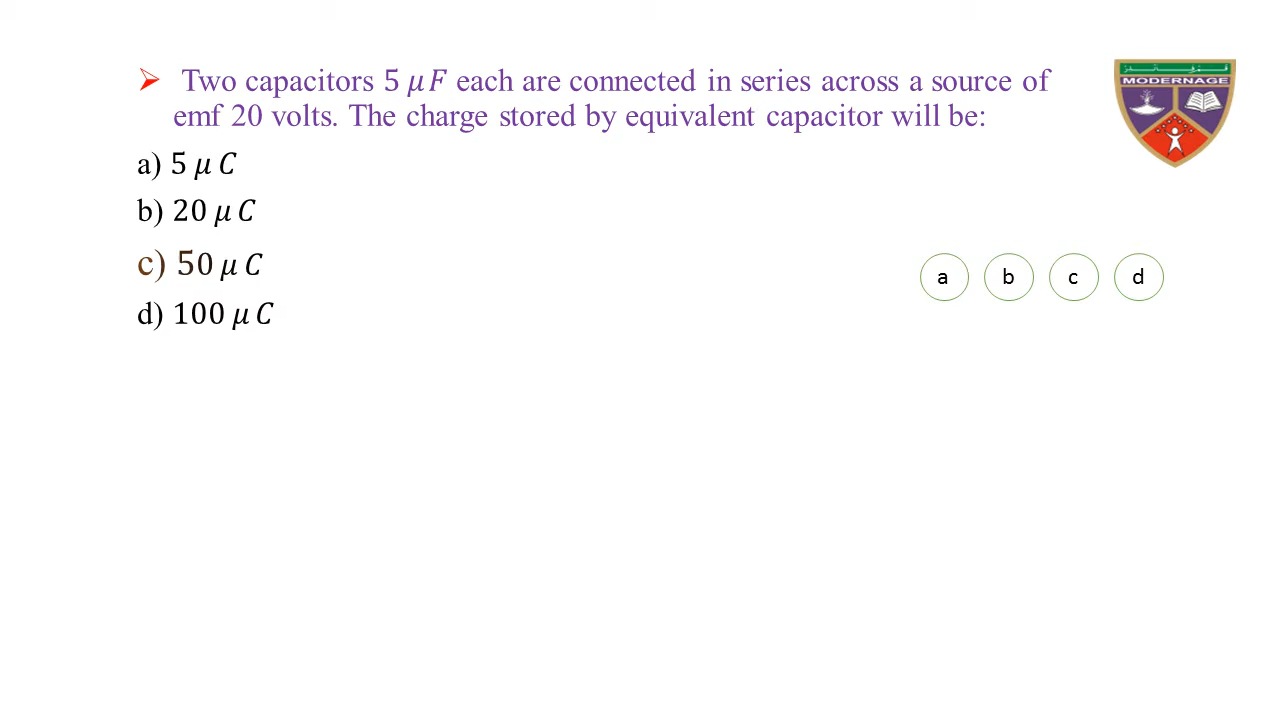 ➢ Two capacitors 5 μF each are connected in series across a source of
emf 20 volts. The charge stored by equivalent capacitor will be:
a) 5 μ C
b) 20 μ C
c) 50 μ C
d) 100 μ C
a b c d
MODERNAGE